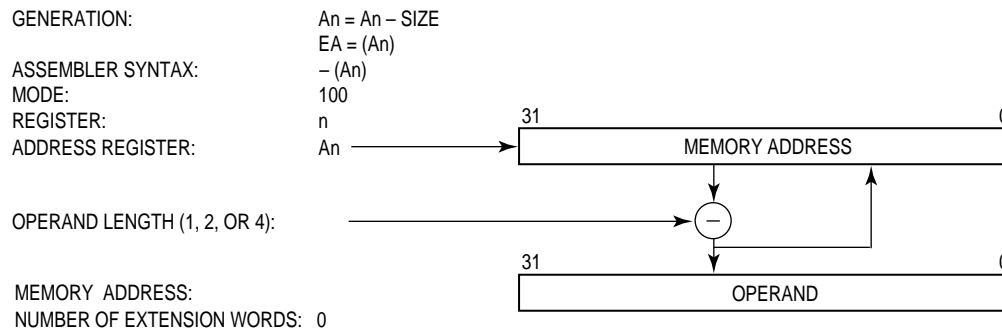 GENERATION: An = An – SIZE
EA = (An)
ASSEMBLER SYNTAX: – (An)
MODE: 100
REGISTER: n
31 0
ADDRESS REGISTER: An MEMORY ADDRESS
OPERAND LENGTH (1, 2, OR 4): –
31 0
MEMORY ADDRESS: OPERAND
NUMBER OF EXTENSION WORDS: 0